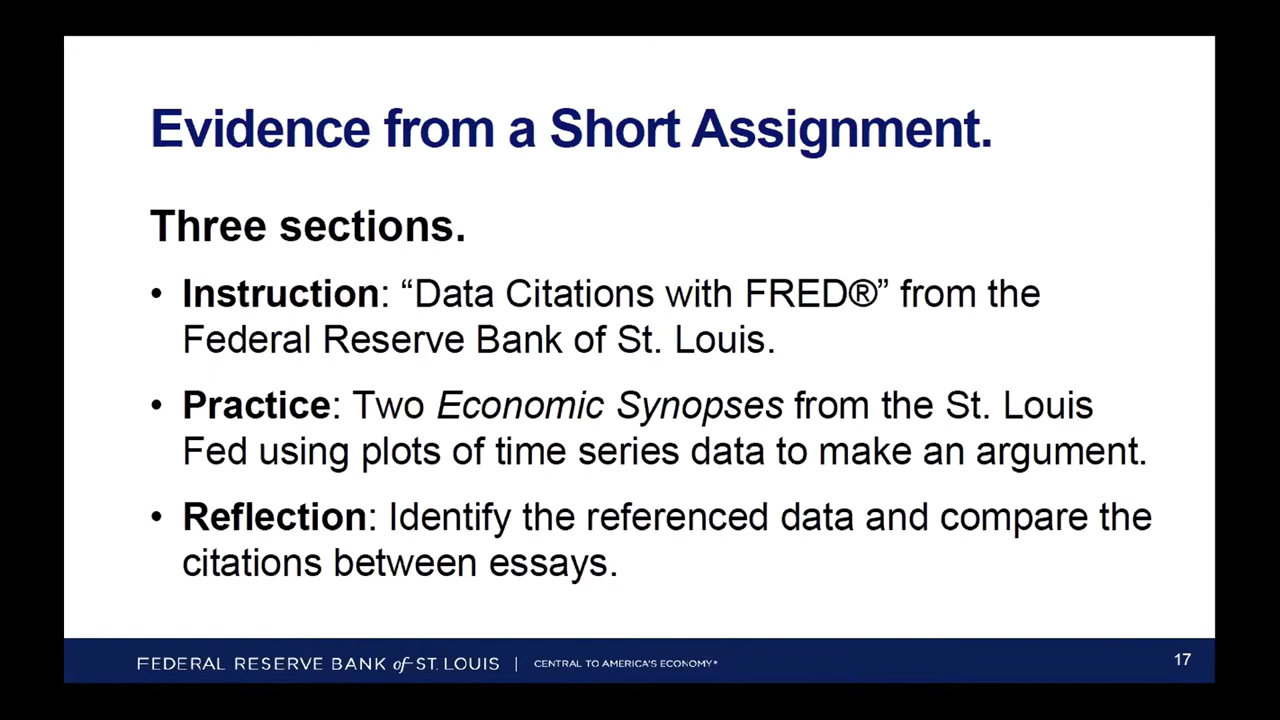 Evidence from a Short Assignment.
Three sections.
• Instruction: “Data Citations with FRED®” from the
Federal Reserve Bank of St. Louis.
• Practice: Two Economic Synopses from the St. Louis
Fed using plots of time series data to make an argument.
• Reflection: Identify the referenced data and compare the
citations between essays.
FEDERAL RESERVE BANK of ST. LOUIS | CENTRAL TO AMERICA'S ECONOMY®
17